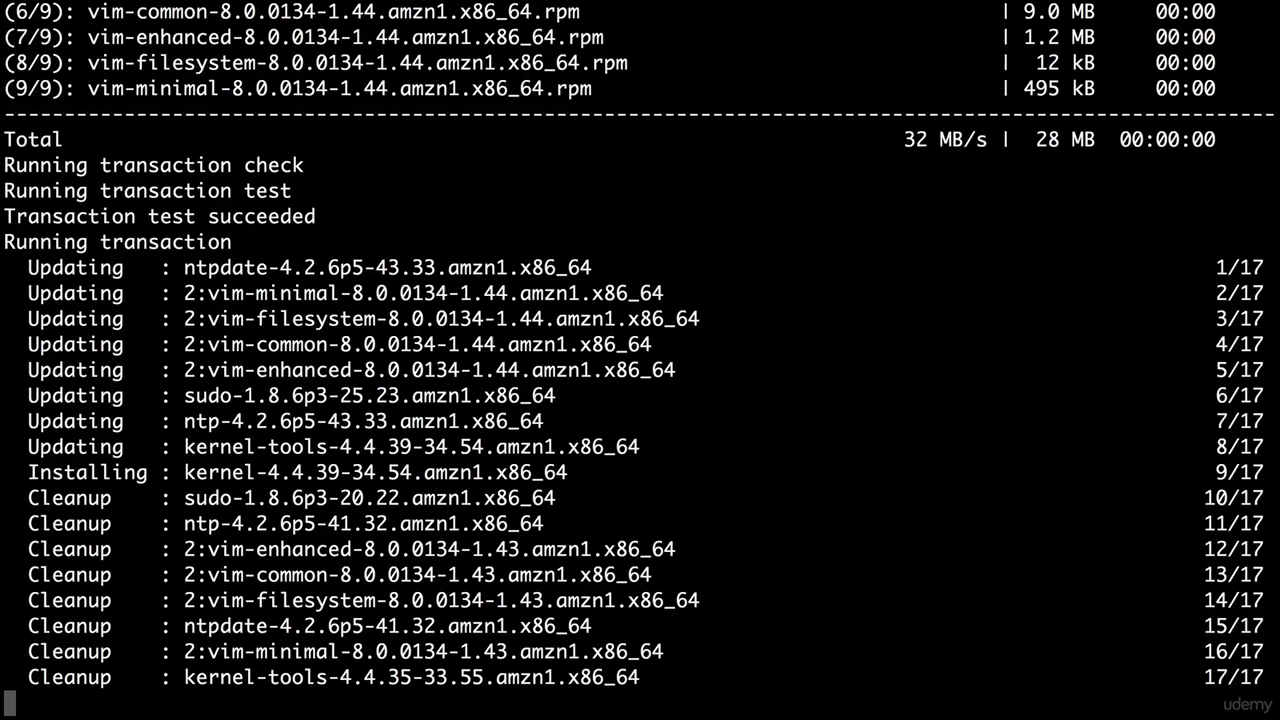 (6/9): vim-common-8.0.0134-1.44.amzn1.x86_64.rpm | 9.0 MB 00:00
(7/9): vim-enhanced-8.0.0134-1.44.amzn1.x86_64.rpm | 1.2 MB 00:00
(8/9): vim-filesystem-8.0.0134-1.44.amzn1.x86_64.rpm | 12 kB 00:00
(9/9): vim-minimal-8.0.0134-1.44.amzn1.x86_64.rpm | 495 kB 00:00
----------------------------------------------------------------------------------------------------------
Total 32 MB/s | 28 MB 00:00:00
Running transaction check
Running transaction test
Transaction test succeeded
Running transaction
Updating : ntpdate-4.2.6p5-43.33.amzn1.x86_64 1/17
Updating : 2:vim-minimal-8.0.0134-1.44.amzn1.x86_64 2/17
Updating : 2:vim-filesystem-8.0.0134-1.44.amzn1.x86_64 3/17
Updating : 2:vim-common-8.0.0134-1.44.amzn1.x86_64 4/17
Updating : 2:vim-enhanced-8.0.0134-1.44.amzn1.x86_64 5/17
Updating : sudo-1.8.6p3-25.23.amzn1.x86_64 6/17
Updating : ntp-4.2.6p5-43.33.amzn1.x86_64 7/17
Updating : kernel-tools-4.4.39-34.54.amzn1.x86_64 8/17
Installing : kernel-4.4.39-34.54.amzn1.x86_64 9/17
Cleanup : sudo-1.8.6p3-20.22.amzn1.x86_64 10/17
Cleanup : ntp-4.2.6p5-41.32.amzn1.x86_64 11/17
Cleanup : 2:vim-enhanced-8.0.0134-1.43.amzn1.x86_64 12/17
Cleanup : 2:vim-common-8.0.0134-1.43.amzn1.x86_64 13/17
Cleanup : 2:vim-filesystem-8.0.0134-1.43.amzn1.x86_64 14/17
Cleanup : ntpdate-4.2.6p5-41.32.amzn1.x86_64 15/17
Cleanup : 2:vim-minimal-8.0.0134-1.43.amzn1.x86_64 16/17
Cleanup : kernel-tools-4.4.35-33.55.amzn1.x86_64 17/17
udemy